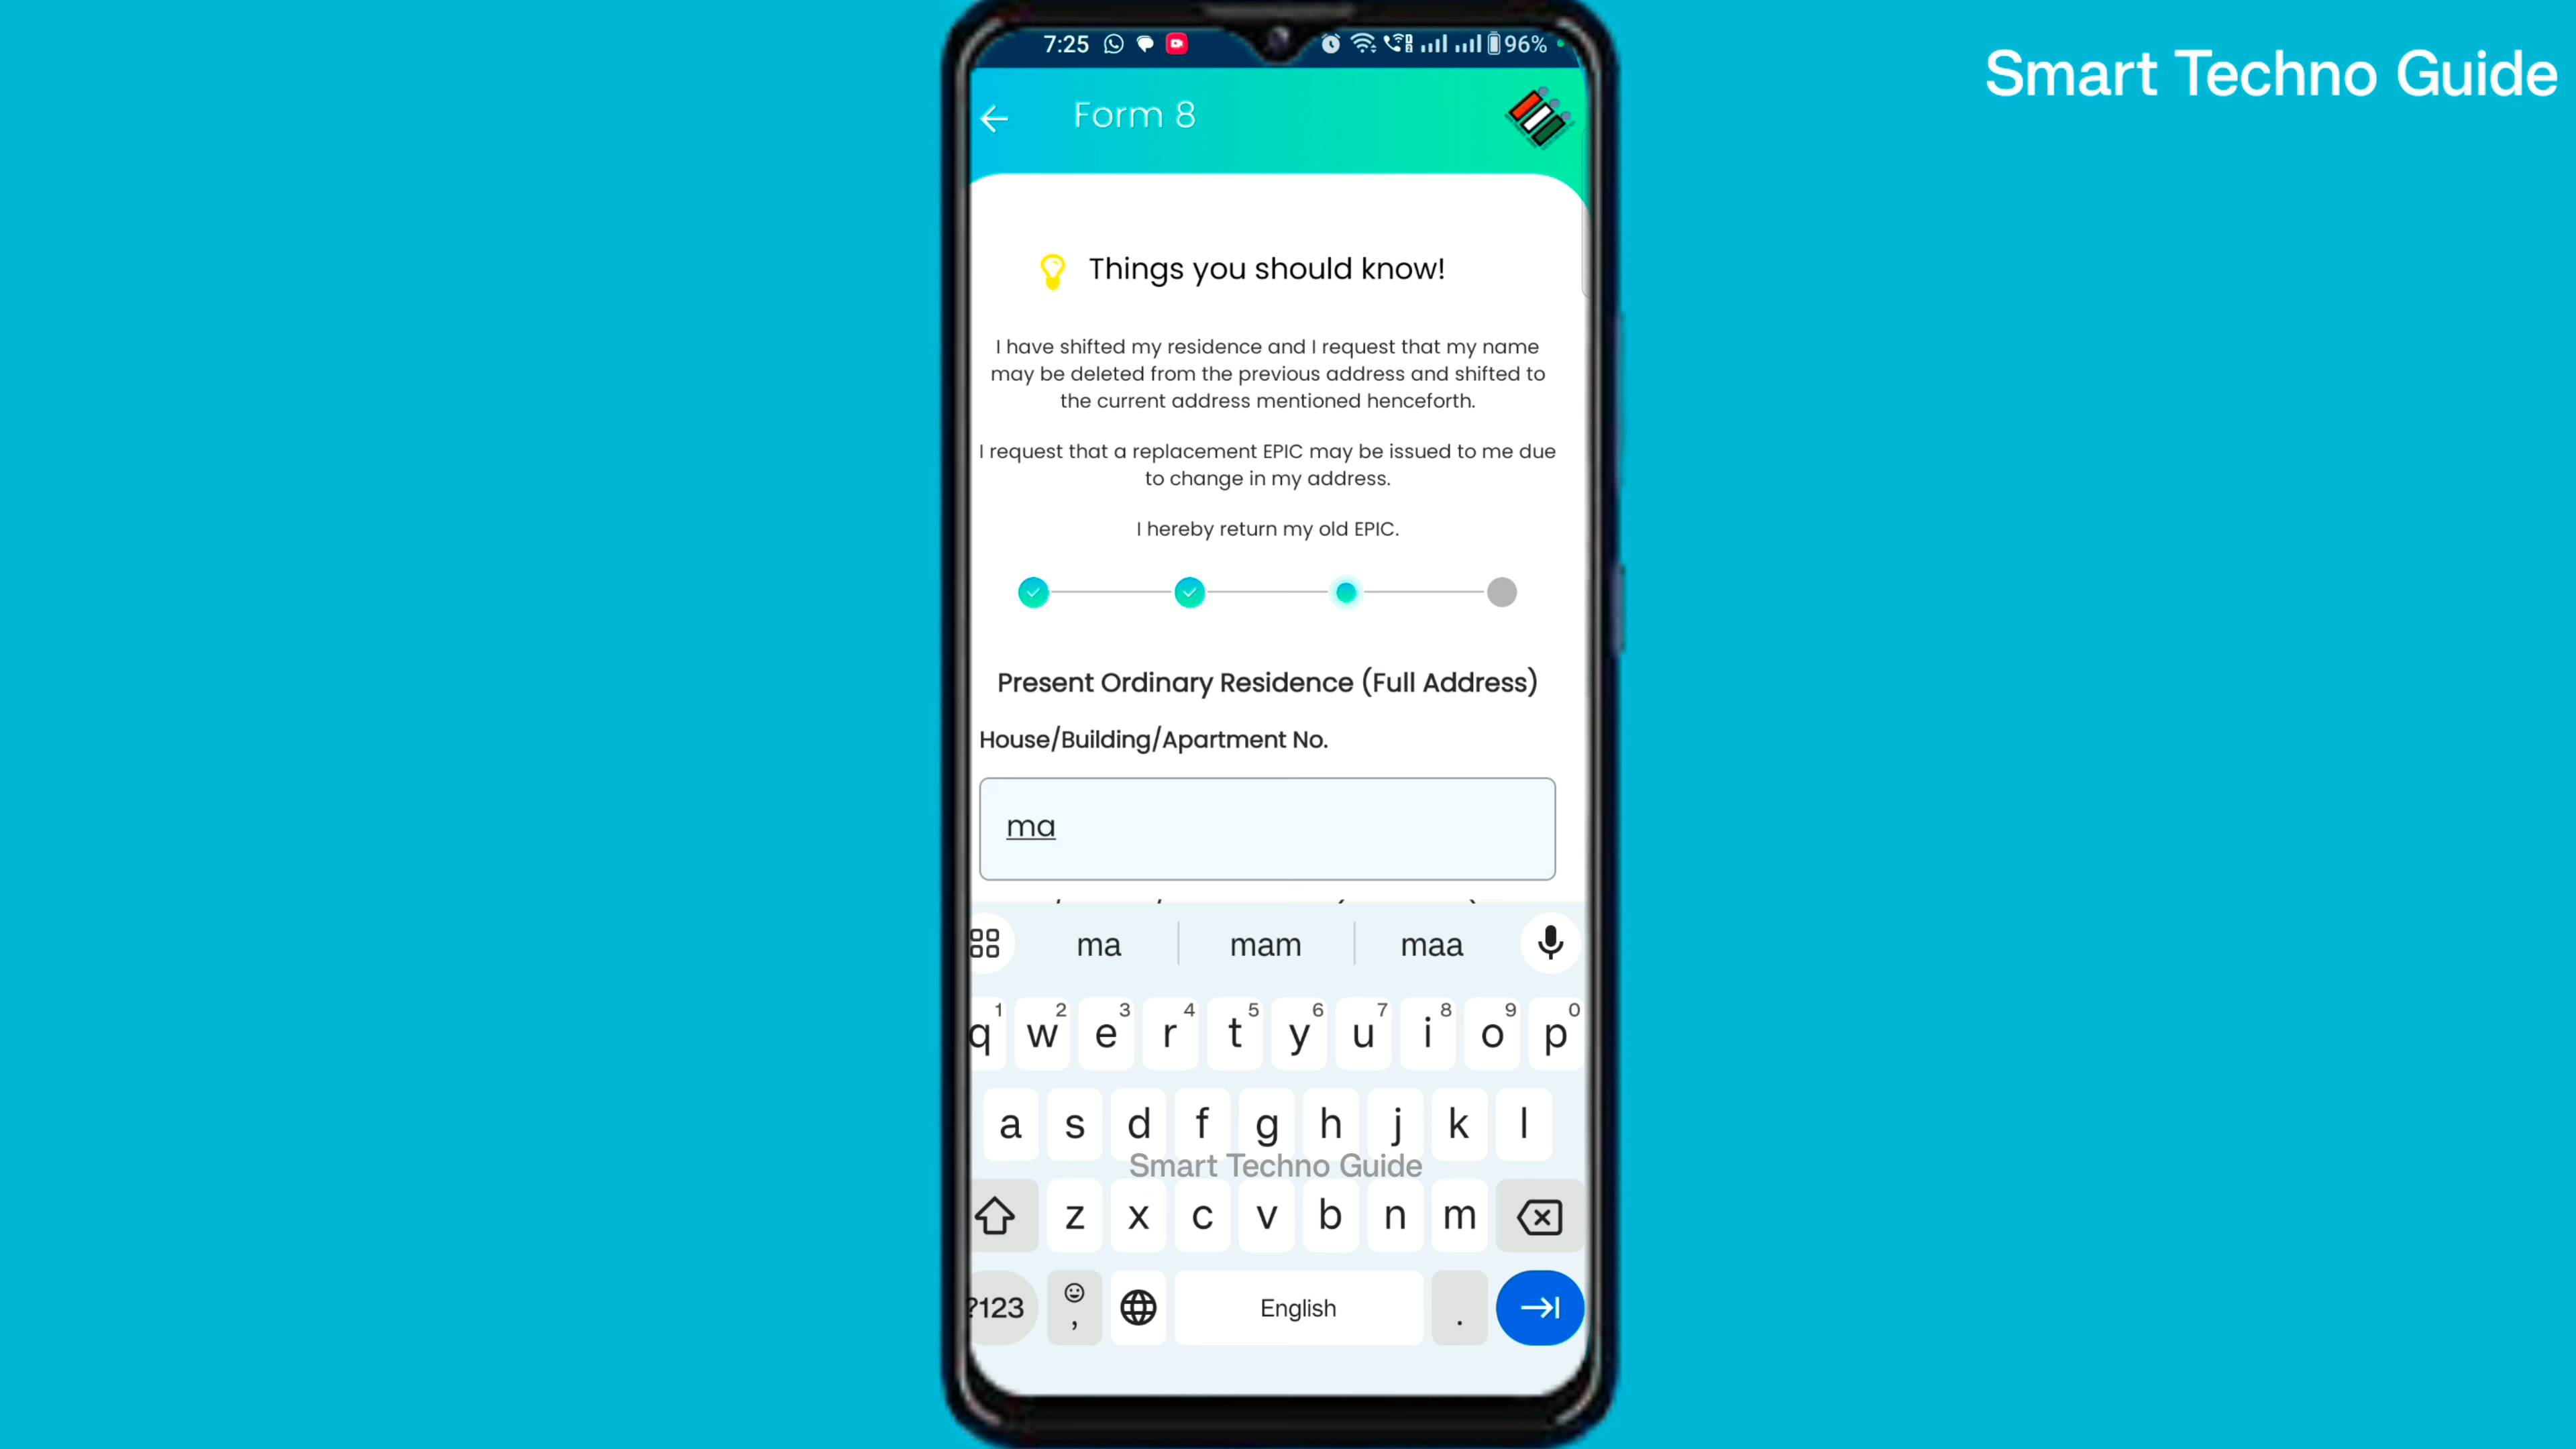 Smart Techno Guide
7:25
96%
Form 8
Things you should know!
I have shifted my residence and I request that my name
may be deleted from the previous address and shifted to
the current address mentioned henceforth.
I request that a replacement EPIC may be issued to me due
to change in my address.
I hereby return my old EPIC.
Present Ordinary Residence (Full Address)
House/Building/Apartment No.
ma
ma mam maa
1 2 3 4 5 6 7 8 9 0
q w e r t y u i o p
a s d f g h j k l
Smart Techno Guide
z x c v b n m
?123 , English .